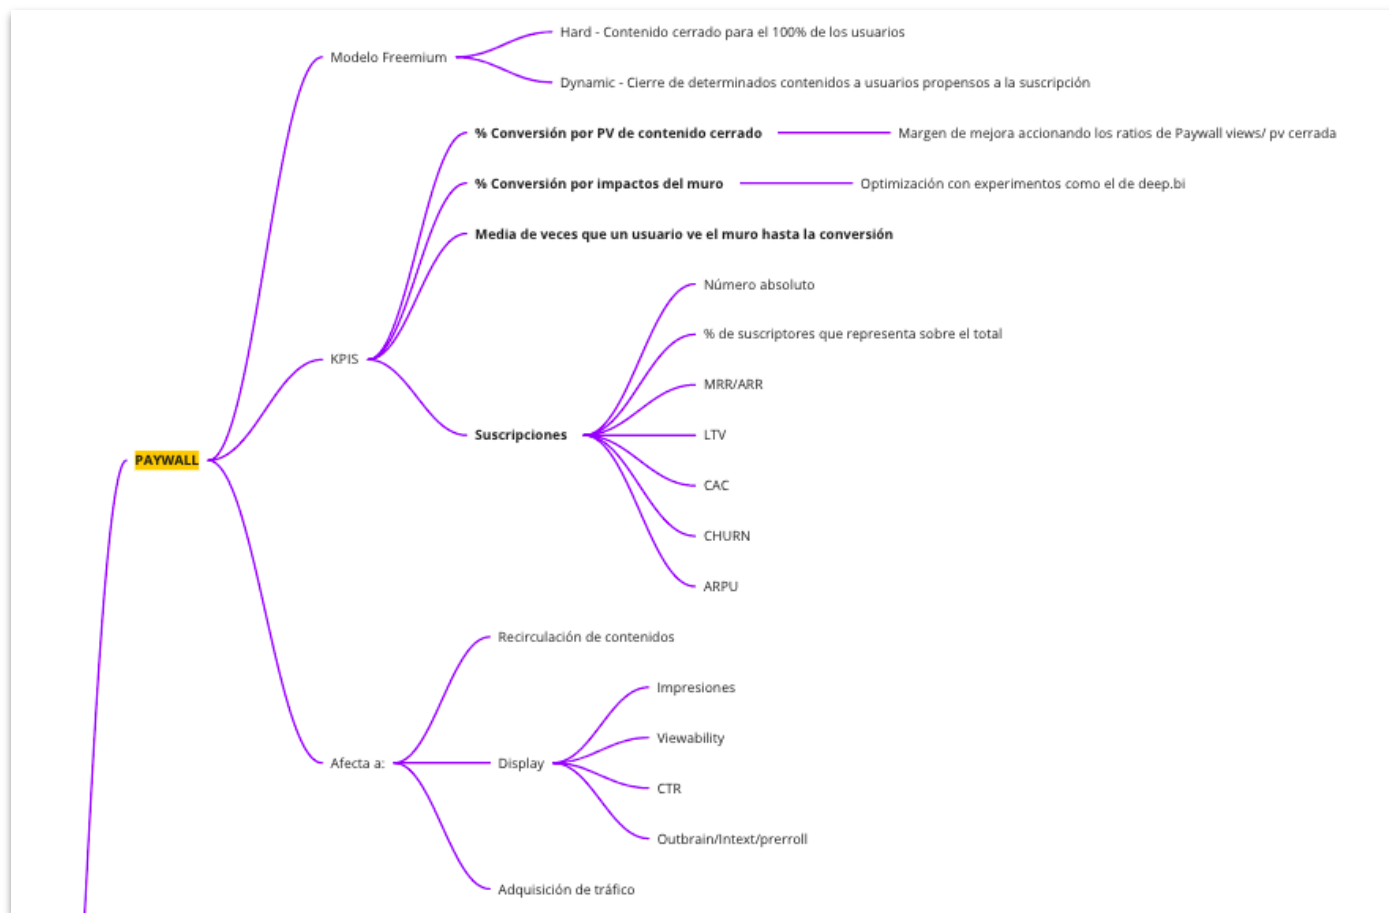 Hard - Contenido cerrado para el 100% de los usuarios
Modelo Freemium
Dynamic - Cierre de determinados contenidos a usuarios propensos a la suscripción
% Conversión por PV de contenido cerrado
Margen de mejora accionando los ratios de Paywall views/ pv cerrada
% Conversión por impactos del muro
Optimización con experimentos como el de deep.bi
Media de veces que un usuario ve el muro hasta la conversión
Número absoluto
% de suscriptores que representa sobre el total
KPIS
MRR/ARR
Suscripciones
LTV
PAYWALL
CAC
CHURN
ARPU
Recirculación de contenidos
Impresiones
Viewability
Afecta a:
Display
CTR
Outbrain/Intext/prerroll
Adquisición de tráfico